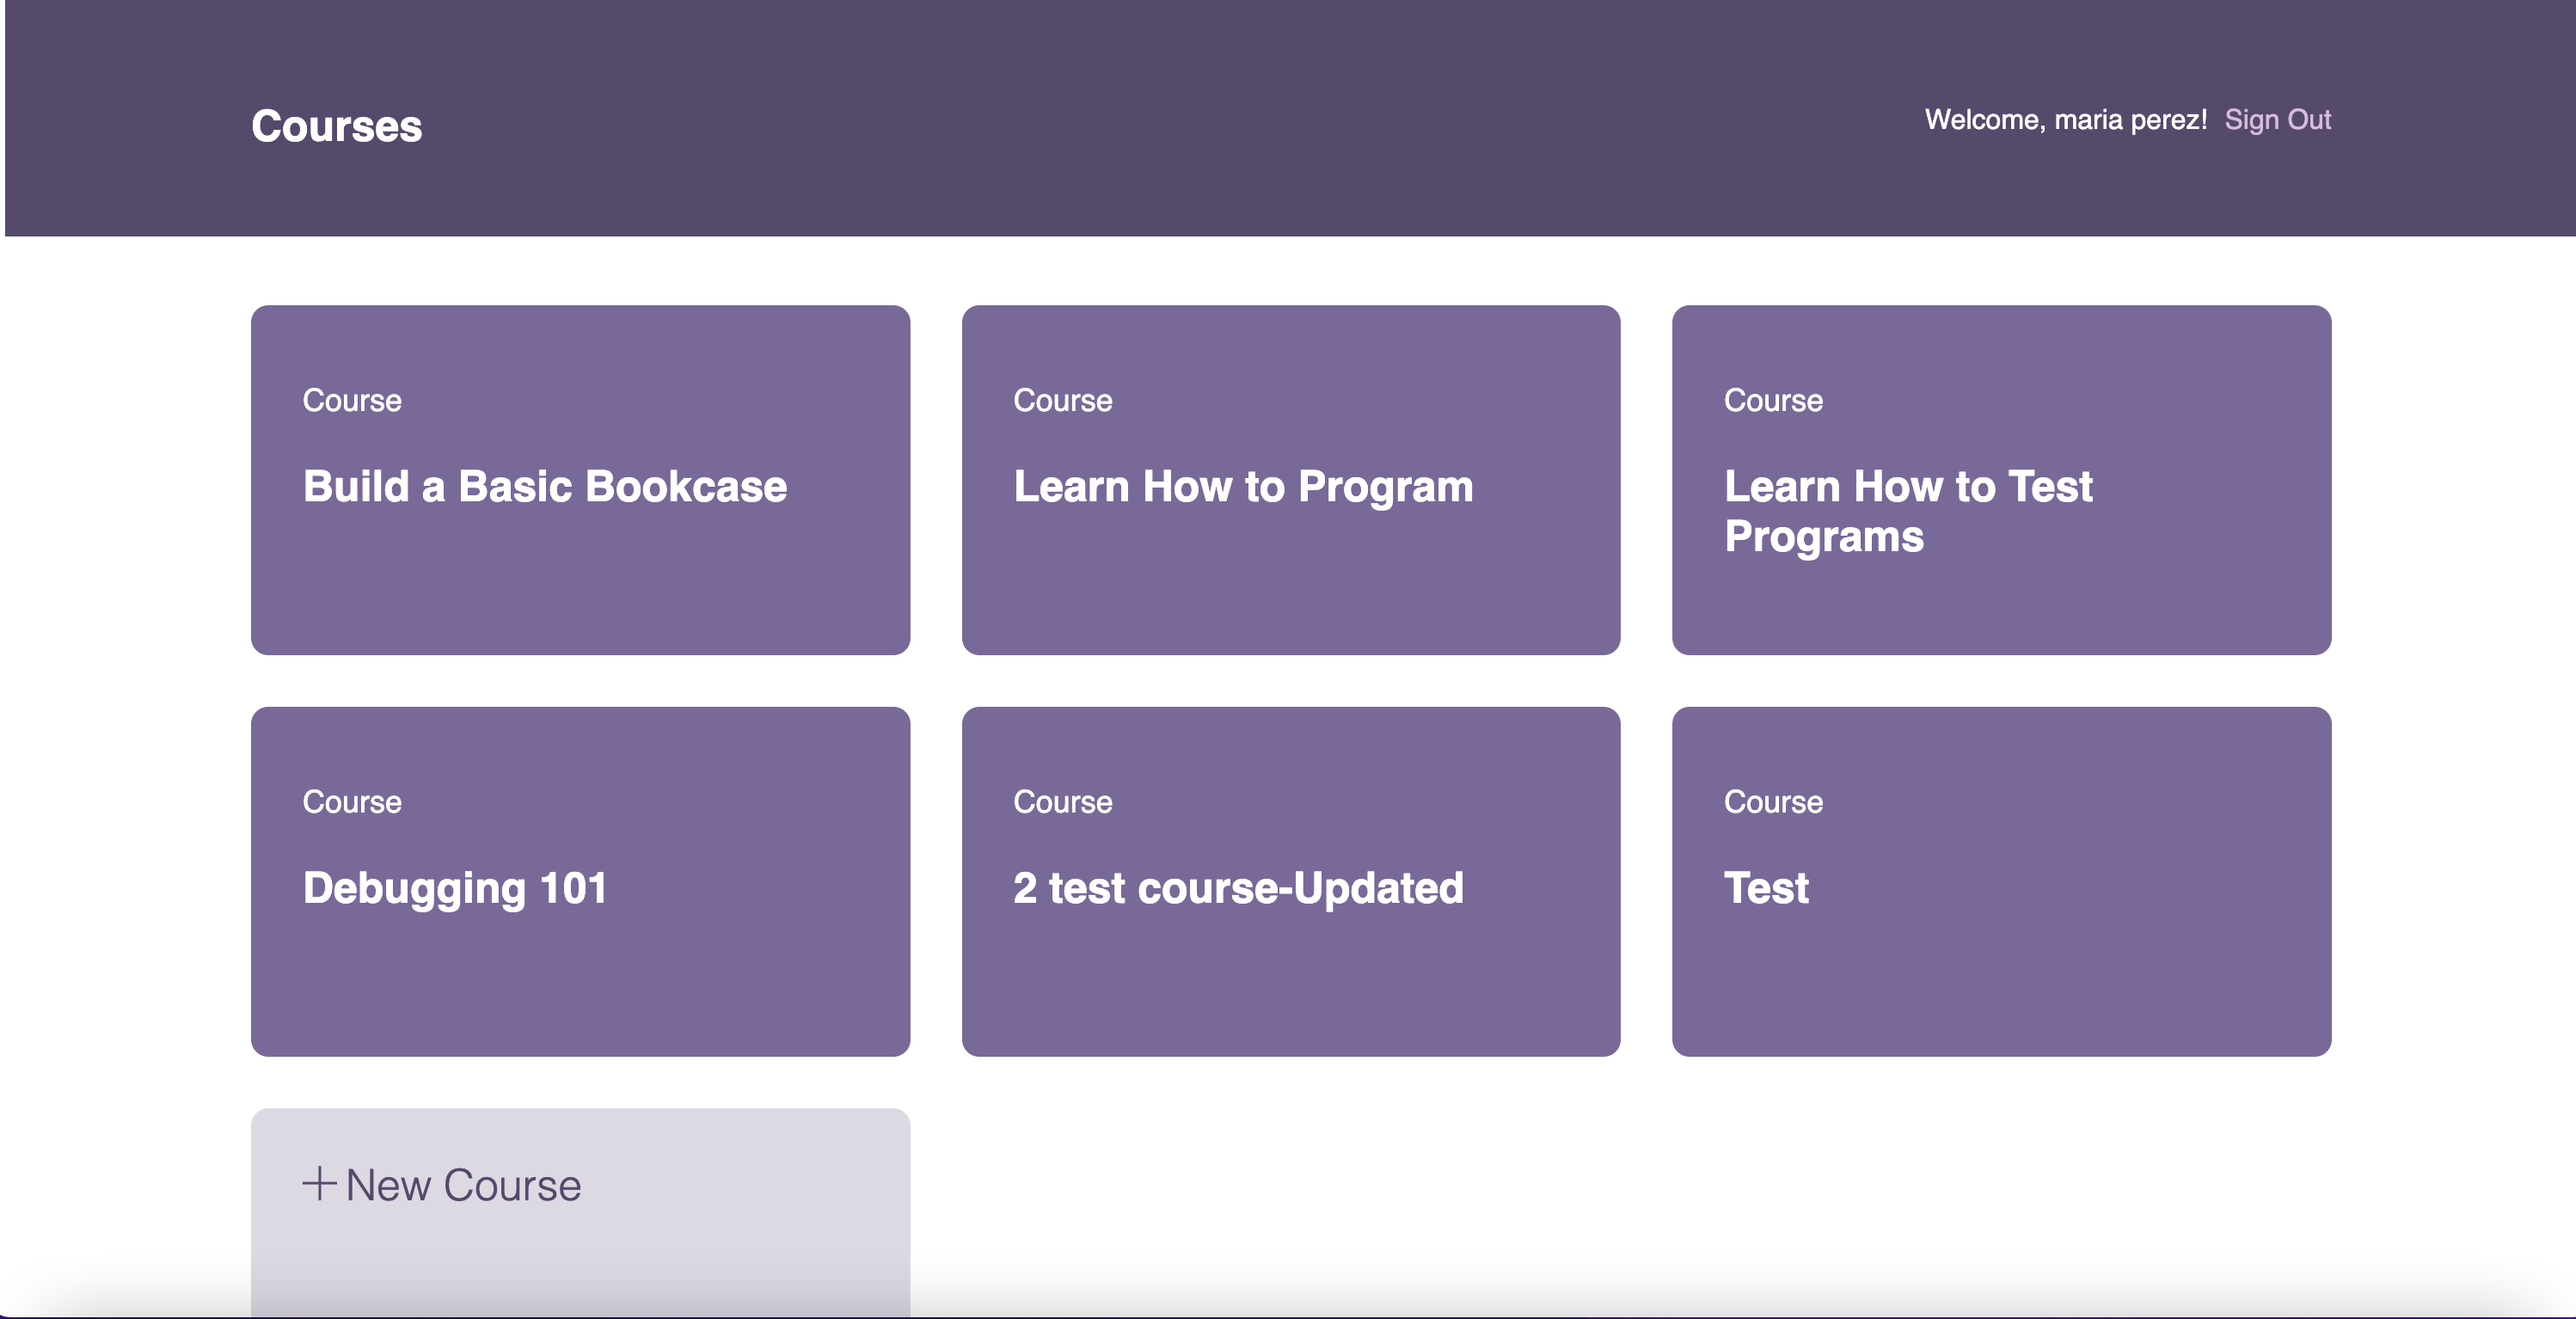 Courses
Welcome, maria perez! Sign Out
Course
Build a Basic Bookcase
Course
Learn How to Program
Course
Learn How to Test
Programs
Course
Debugging 101
Course
2 test course-Updated
Course
Test
+ New Course